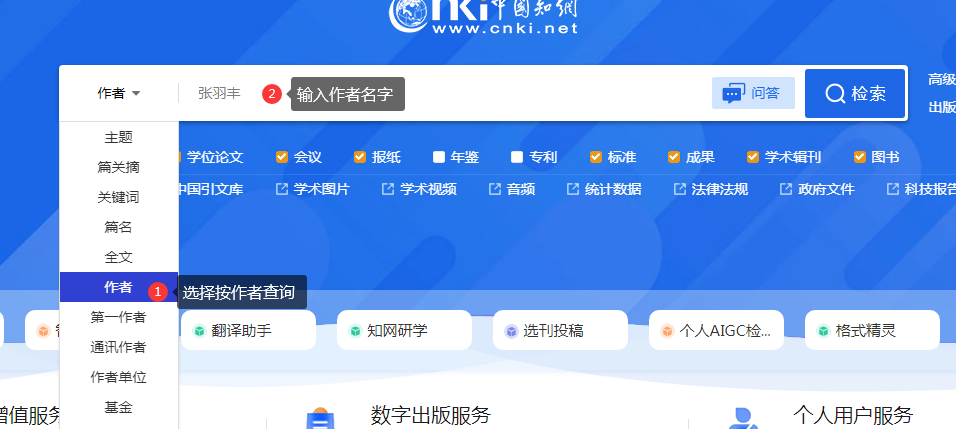 cnki 中国知网
www.cnki.net
作者 张羽丰 2 输入作者名字 问答 检索
高级
出版
主题
篇关摘
关键词
篇名
全文
作者 1 选择按作者查询
第一作者
通讯作者
作者单位
基金
学位论文 会议 报纸 年鉴 专利 标准 成果 学术辑刊 图书
中国引文库 学术图片 学术视频 音频 统计数据 法律法规 政府文件 科技报告
翻译助手 知网研学 选刊投稿 个人AIGC检... 格式精灵
增值服务 数字出版服务 个人用户服务